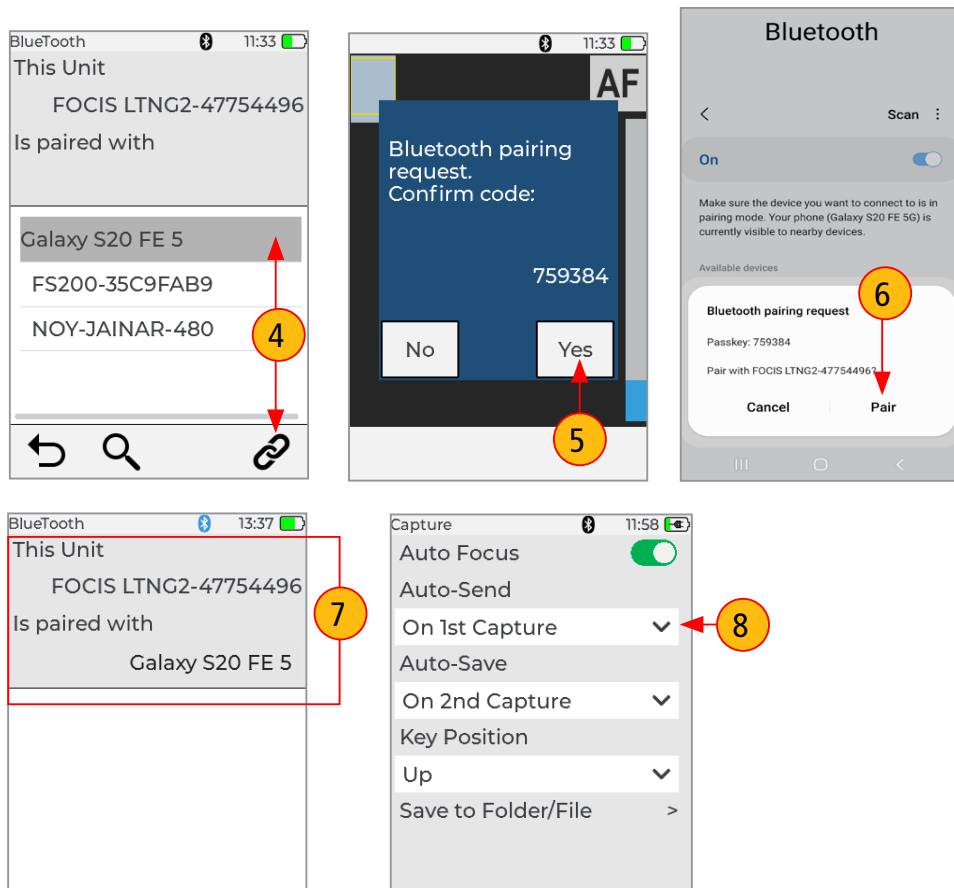 BlueTooth 11:33
This Unit
FOCIS LTNG2-47754496
Is paired with
Galaxy S20 FE 5
FS200-35C9FAB9
NOY-JAINAR-480
4
11:33
AF
Bluetooth pairing
request.
Confirm code:
759384
No Yes
5
Bluetooth
< Scan
On
Make sure the device you want to connect to is in
pairing mode. Your phone (Galaxy S20 FE 5G) is
currently visible to nearby devices.
Available devices
6
Bluetooth pairing request
Passkey: 759384
Pair with FOCIS LTNG2-47754496?
Cancel Pair
BlueTooth 13:37
This Unit
FOCIS LTNG2-47754496
Is paired with
Galaxy S20 FE 5
7
Capture 11:58
Auto Focus
Auto-Send
On 1st Capture
8
Auto-Save
On 2nd Capture
Key Position
Up
Save to Folder/File >